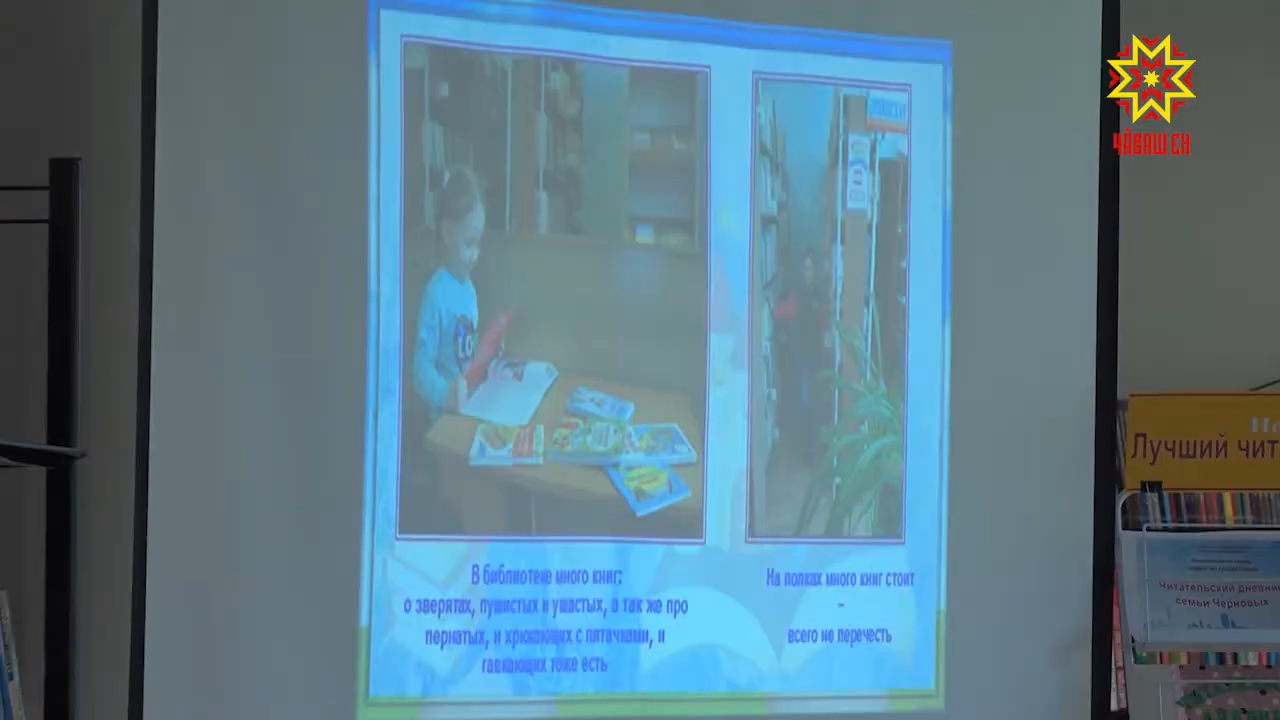 ЧӐВАШ ЕН
В библиотеке много книг:
о зверятах, пушистых и ушастых, а так же про
пернатых, и хрюкающих с пятачками, и
гавкающих тоже есть
На полках много книг стоит
–
всего не перечесть
Лучший чит
Читательский дневник
семьи Черновых